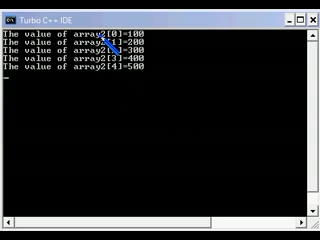 Turbo C++ IDE
The value of array2[0]=100
The value of array2[1]=200
The value of array2[2]=300
The value of array2[3]=400
The value of array2[4]=500